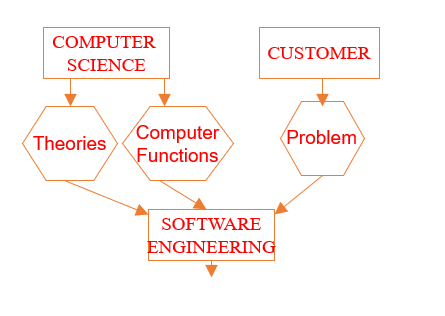 COMPUTER
SCIENCE
CUSTOMER
Theories
Computer
Functions
Problem
SOFTWARE
ENGINEERING